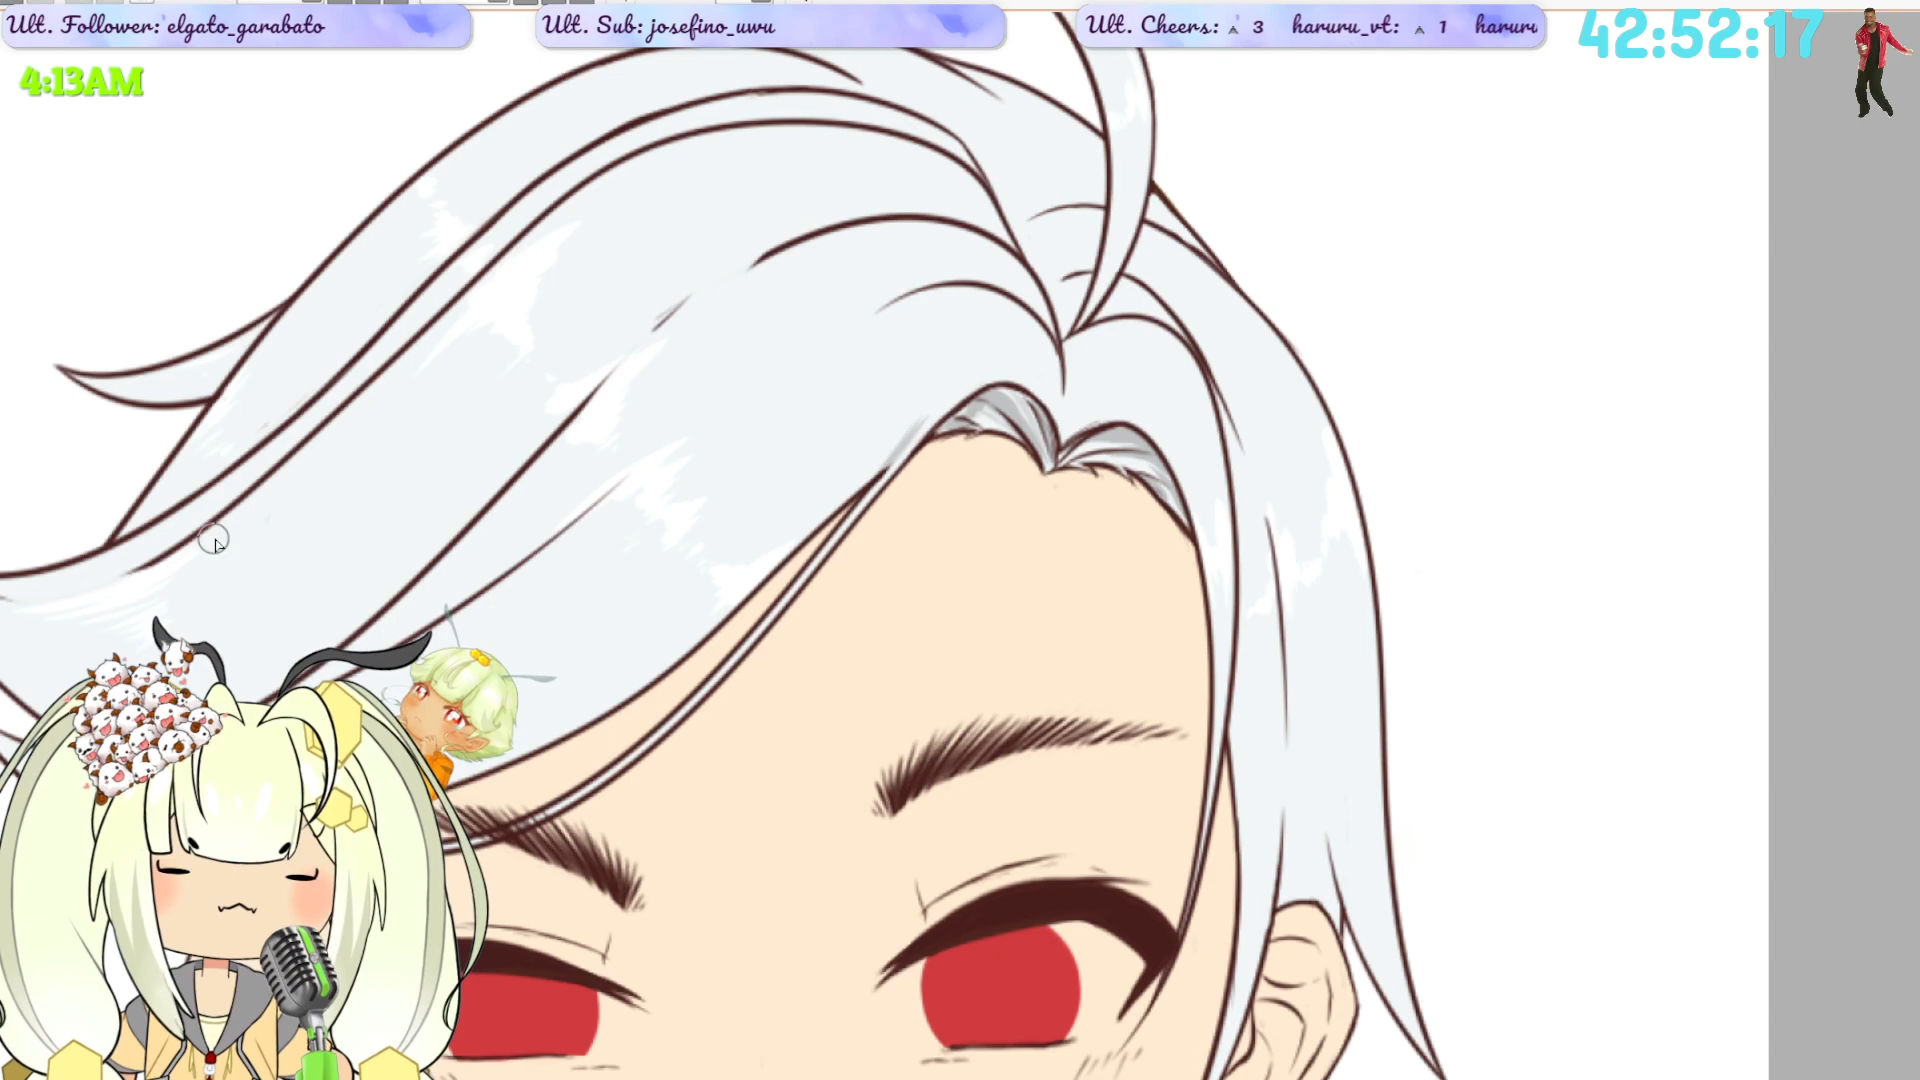 Ult. Follower: elgato_garabato
Ult. Sub: josefino_uwu
Ult. Cheers: 3 haruru_vt: 1 haruru
42:52:17
4:13AM